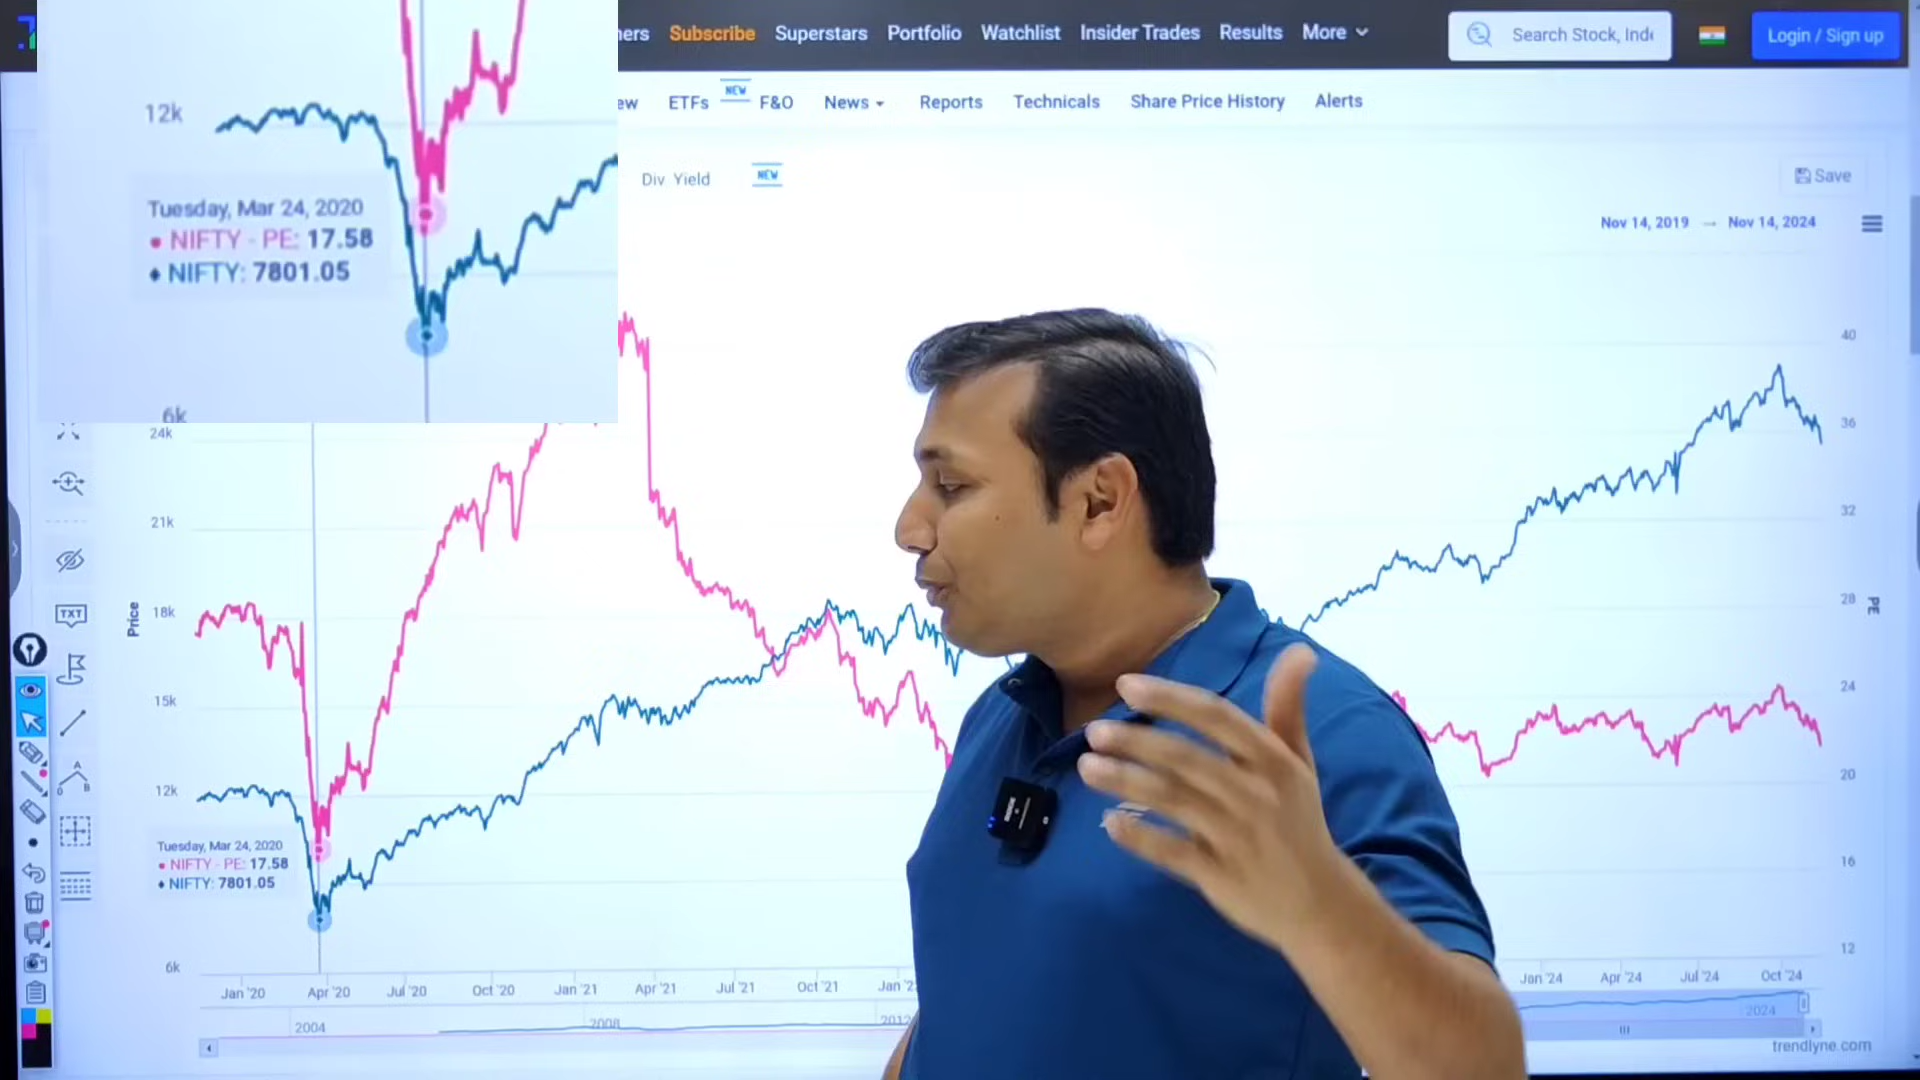 Subscribe Superstars Portfolio Watchlist Insider Trades Results More
Search Stock, Inde
Login / Sign up
ETFs NEW F&O News Reports Technicals Share Price History Alerts
Div Yield NEW
Save
Nov 14, 2019 → Nov 14, 2024
12k
Tuesday, Mar 24, 2020
NIFTY - PE: 17.58
NIFTY: 7801.05
6k
24k
21k
18k
15k
12k
6k
Price
TXT
A
B
Tuesday, Mar 24, 2020
NIFTY - PE: 17.58
NIFTY: 7801.05
40
36
32
28
24
20
16
12
PE
Jan '20 Apr '20 Jul '20 Oct '20 Jan '21 Apr '21 Jul '21 Oct '21 Jan '2
Jan '24 Apr '24 Jul '24 Oct '24
2004 2008 2012 2024
trendlyne.com